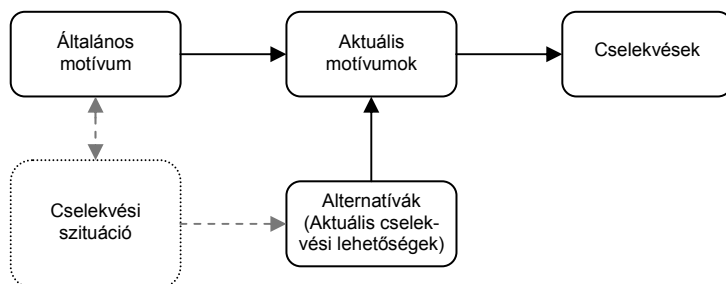 Általános
motívum
Aktuális
motívumok
Cselekvések
Cselekvési
szituáció
Alternatívák
(Aktuális cselek-
vési lehetőségek)